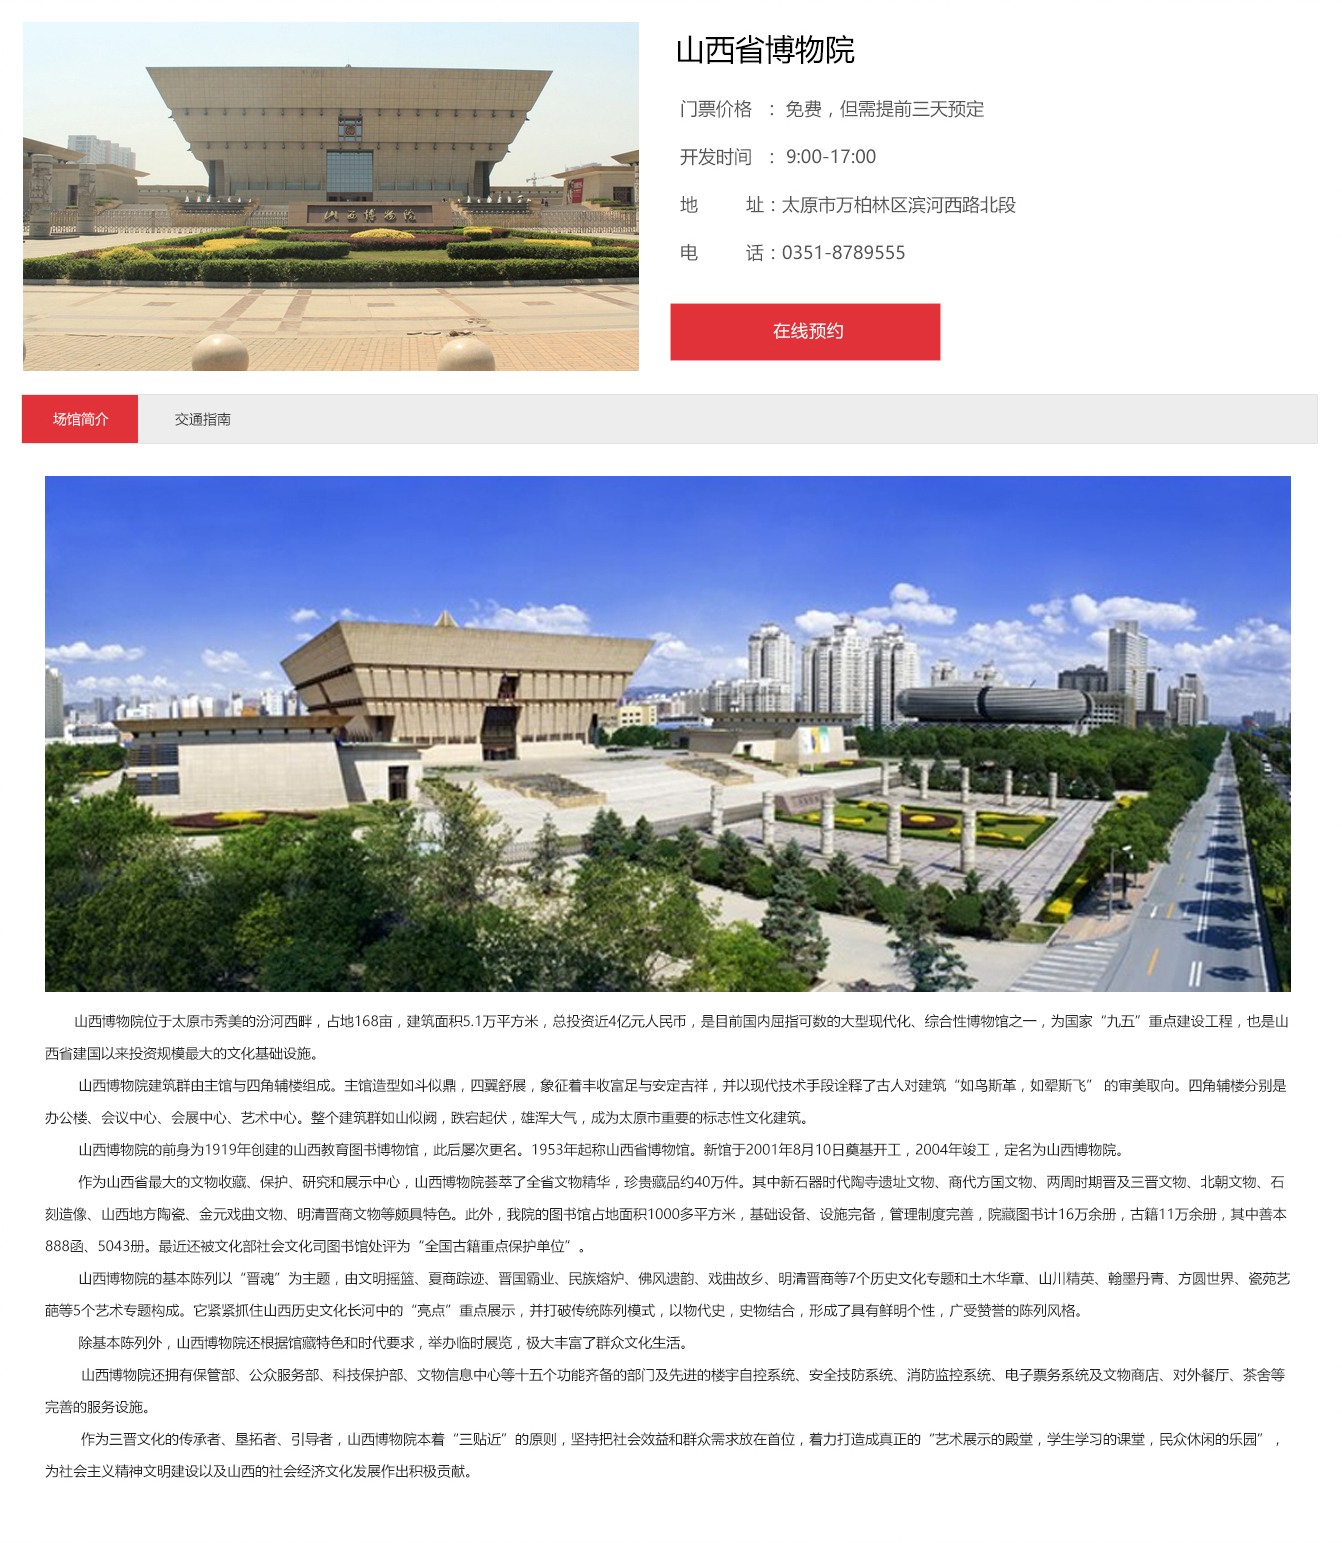 山西省博物院
门票价格 ： 免费，但需提前三天预定
开发时间 ： 9:00-17:00
地 址：太原市万柏林区滨河西路北段
电 话：0351-8789555
山西博物院
在线预约
场馆简介 交通指南
山西博物院位于太原市秀美的汾河西畔，占地168亩，建筑面积5.1万平方米，总投资近4亿元人民币，是目前国内屈指可数的大型现代化、综合性博物馆之一，为国家“九五”重点建设工程，也是山
西省建国以来投资规模最大的文化基础设施。
山西博物院建筑群由主馆与四角辅楼组成。主馆造型如斗似鼎，四翼舒展，象征着丰收富足与安定吉祥，并以现代技术手段诠释了古人对建筑“如鸟斯革，如翚斯飞” 的审美取向。四角辅楼分别是
办公楼、会议中心、会展中心、艺术中心。整个建筑群如山似阙，跌宕起伏，雄浑大气，成为太原市重要的标志性文化建筑。
山西博物院的前身为1919年创建的山西教育图书博物馆，此后屡次更名。1953年起称山西省博物馆。新馆于2001年8月10日奠基开工，2004年竣工，定名为山西博物院。
作为山西省最大的文物收藏、保护、研究和展示中心，山西博物院荟萃了全省文物精华，珍贵藏品约40万件。其中新石器时代陶寺遗址文物、商代方国文物、两周时期晋及三晋文物、北朝文物、石
刻造像、山西地方陶瓷、金元戏曲文物、明清晋商文物等颇具特色。此外，我院的图书馆占地面积1000多平方米，基础设备、设施完备，管理制度完善，院藏图书计16万余册，古籍11万余册，其中善本
888函、5043册。最近还被文化部社会文化司图书馆处评为“全国古籍重点保护单位”。
山西博物院的基本陈列以“晋魂”为主题，由文明摇篮、夏商踪迹、晋国霸业、民族熔炉、佛风遗韵、戏曲故乡、明清晋商等7个历史文化专题和土木华章、山川精英、翰墨丹青、方圆世界、瓷苑艺
葩等5个艺术专题构成。它紧紧抓住山西历史文化长河中的“亮点”重点展示，并打破传统陈列模式，以物代史，史物结合，形成了具有鲜明个性，广受赞誉的陈列风格。
除基本陈列外，山西博物院还根据馆藏特色和时代要求，举办临时展览，极大丰富了群众文化生活。
山西博物院还拥有保管部、公众服务部、科技保护部、文物信息中心等十五个功能齐备的部门及先进的楼宇自控系统、安全技防系统、消防监控系统、电子票务系统及文物商店、对外餐厅、茶舍等
完善的服务设施。
作为三晋文化的传承者、垦拓者、引导者，山西博物院本着“三贴近”的原则，坚持把社会效益和群众需求放在首位，着力打造成真正的“艺术展示的殿堂，学生学习的课堂，民众休闲的乐园”，
为社会主义精神文明建设以及山西的社会经济文化发展作出积极贡献。